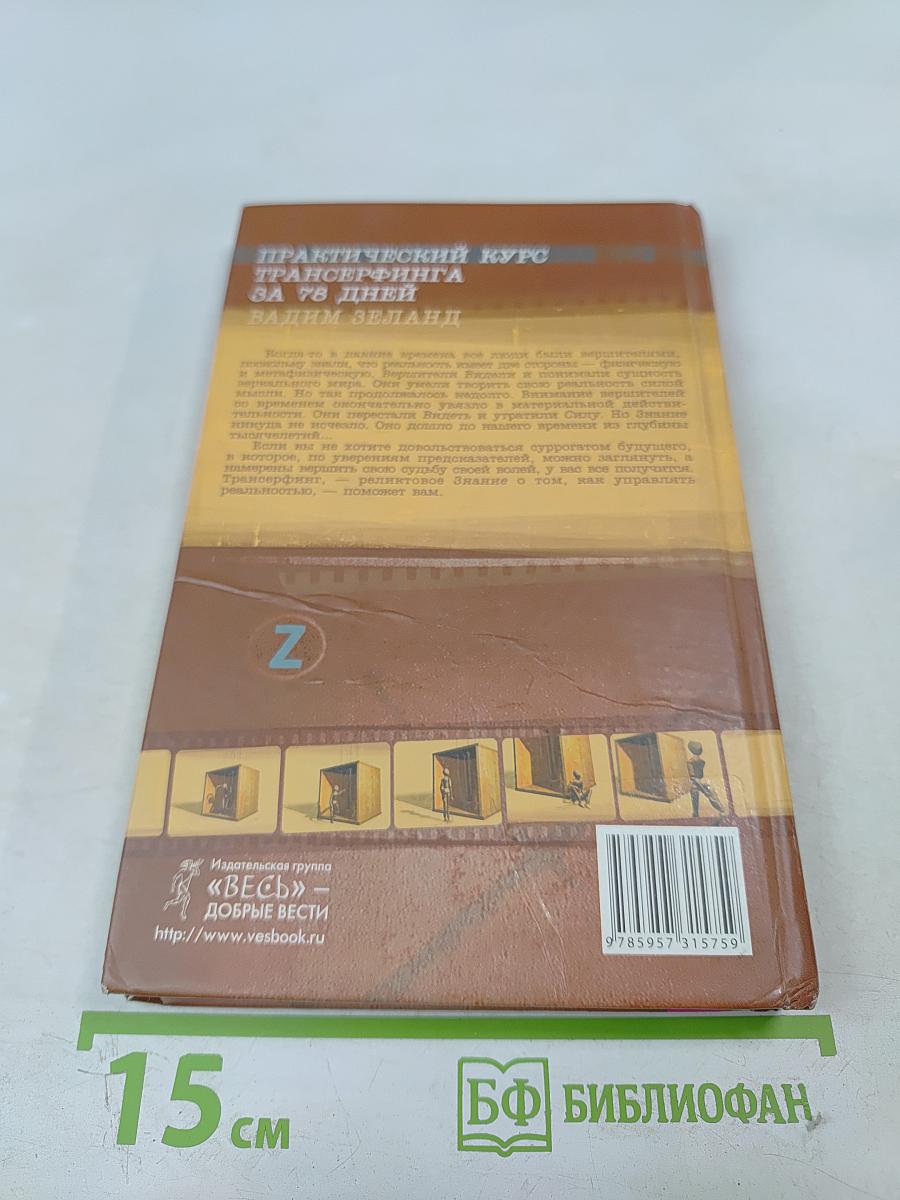 ПРАКТИЧЕСКИЙ КУРС
ТРАНСЕРФИНГА
ЗА 78 ДНЕЙ
ВАДИМ ЗЕЛАНД
Когда-то в давние времена все люди были вершителями,
поскольку знали, что реальность имеет две стороны — физическую
и метафизическую. Вершители Видели и понимали сущность
зеркального мира. Они умели творить свою реальность силой
мысли. Но так продолжалось недолго. Внимание вершителей
со временем окончательно увязло в материальной действи-
тельности. Они перестали Видеть и утратили Силу. Но Знание
никуда не исчезло. Оно дошло до нашего времени из глубины
тысячелетий...
Если вы не хотите довольствоваться суррогатом будущего,
в которое, по уверениям предсказателей, можно заглянуть, а
намерены вершить свою судьбу своей волей, у вас все получится.
Трансерфинг, — реликтовое Знание о том, как управлять
реальностью, — поможет вам.
Z
Издательская группа
«ВЕСЬ» –
ДОБРЫЕ ВЕСТИ
http://www.vesbook.ru
9 785957 315759
15 см
БФ БИБЛИОФАН